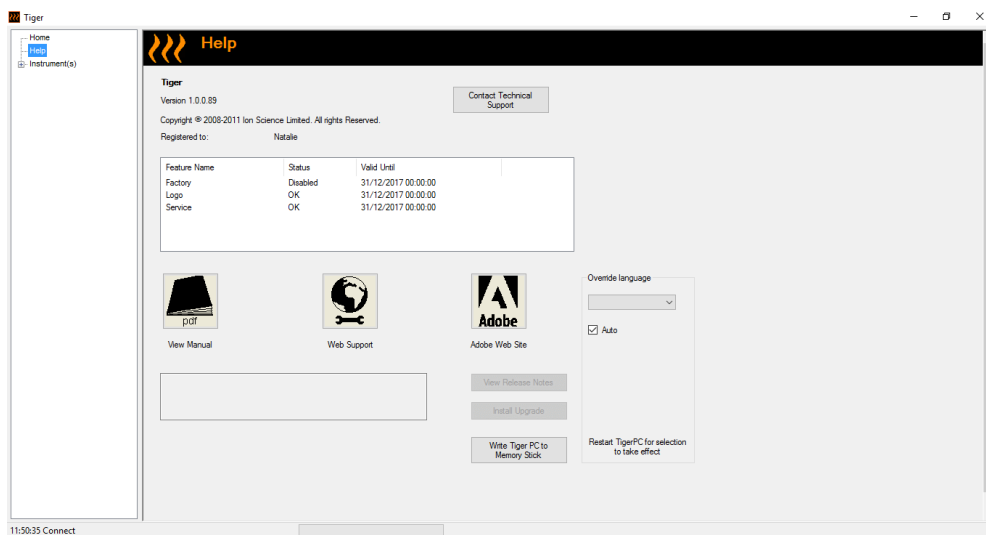 Tiger
Home
Help
Instrument(s)
Help
Tiger
Version 1.0.0.89
Contact Technical
Support
Copyright © 2008-2011 Ion Science Limited. All rights Reserved.
Registered to: Natalie
Feature Name Status Valid Until
Factory Disabled 31/12/2017 00:00:00
Logo OK 31/12/2017 00:00:00
Service OK 31/12/2017 00:00:00
pdf
Adobe
View Manual
Web Support
Adobe Web Site
Override language
Auto
View Release Notes
Install Upgrade
Write Tiger PC to
Memory Stick
Restart TigerPC for selection
to take effect
11:50:35 Connect